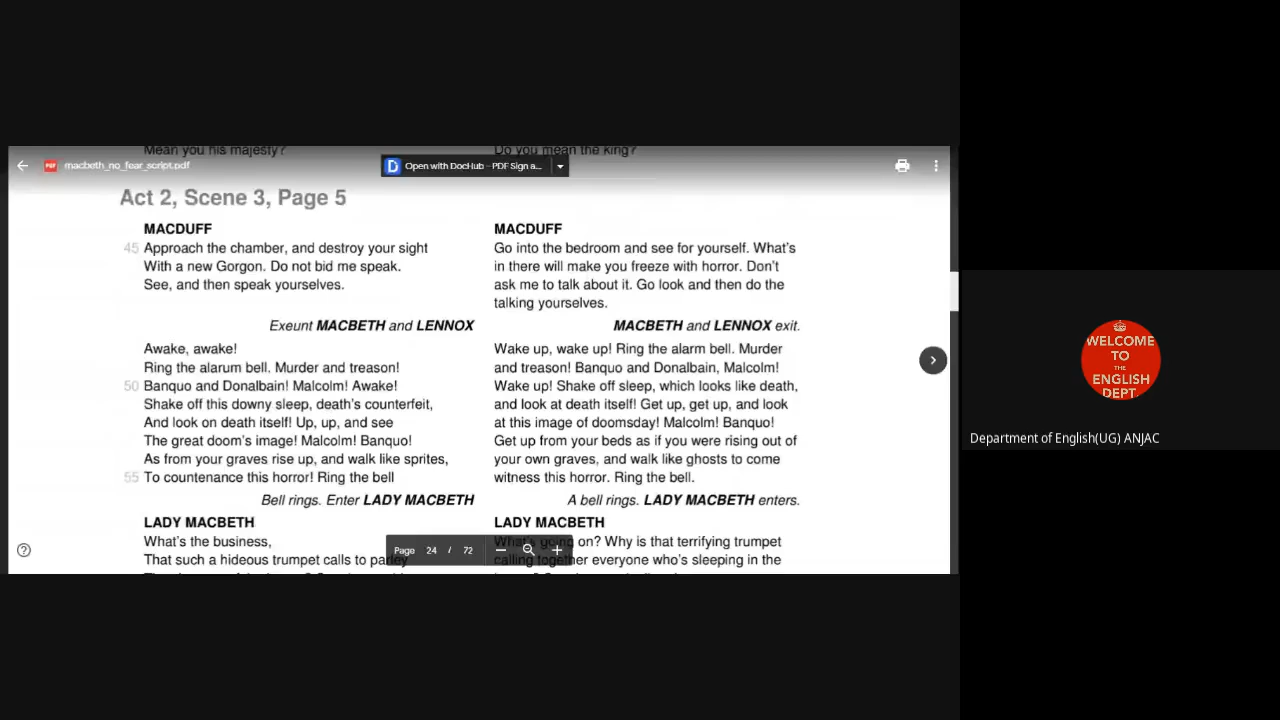 Mean you his majesty?
Do you mean the king?
macbeth_no_fear_script.pdf
Open with DocHub - PDF Sign a...
Act 2, Scene 3, Page 5
MACDUFF
45 Approach the chamber, and destroy your sight
With a new Gorgon. Do not bid me speak.
See, and then speak yourselves.
Exeunt MACBETH and LENNOX
Awake, awake!
Ring the alarum bell. Murder and treason!
50 Banquo and Donalbain! Malcolm! Awake!
Shake off this downy sleep, death's counterfeit,
And look on death itself! Up, up, and see
The great doom's image! Malcolm! Banquo!
As from your graves rise up, and walk like sprites,
55 To countenance this horror! Ring the bell
Bell rings. Enter LADY MACBETH
LADY MACBETH
What's the business,
That such a hideous trumpet calls to parley
MACDUFF
Go into the bedroom and see for yourself. What's
in there will make you freeze with horror. Don't
ask me to talk about it. Go look and then do the
talking yourselves.
MACBETH and LENNOX exit.
Wake up, wake up! Ring the alarm bell. Murder
and treason! Banquo and Donalbain, Malcolm!
Wake up! Shake off sleep, which looks like death,
and look at death itself! Get up, get up, and look
at this image of doomsday! Malcolm! Banquo!
Get up from your beds as if you were rising out of
your own graves, and walk like ghosts to come
witness this horror. Ring the bell.
A bell rings. LADY MACBETH enters.
LADY MACBETH
What's going on? Why is that terrifying trumpet
calling together everyone who's sleeping in the
Page 24 / 72
WELCOME
TO
THE
ENGLISH
DEPT.
Department of English(UG) ANJAC